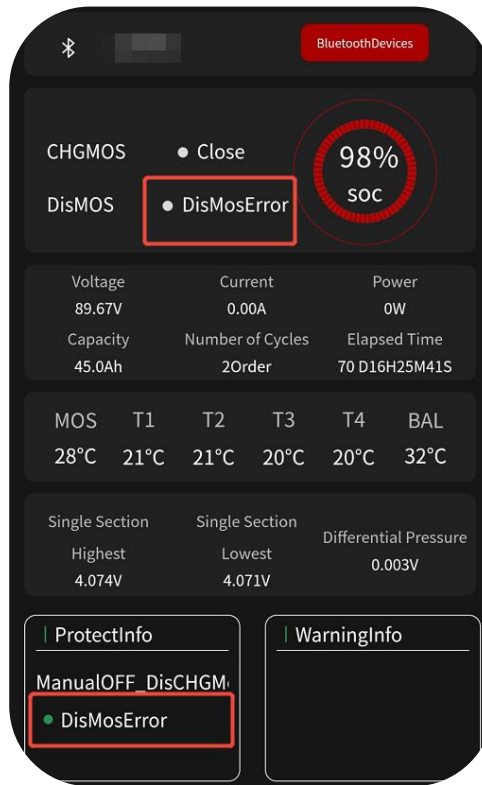 BluetoothDevices
CHGMOS Close
98%
soc
DisMOS DisMosError
Voltage Current Power
89.67V 0.00A 0W
Capacity Number of Cycles Elapsed Time
45.0Ah 2Order 70 D16H25M41S
MOS T1 T2 T3 T4 BAL
28°C 21°C 21°C 20°C 20°C 32°C
Single Section Single Section
Differential Pressure
Highest Lowest
0.003V
4.074V 4.071V
ProtectInfo WarningInfo
ManualOFF_DisCHGM
DisMosError